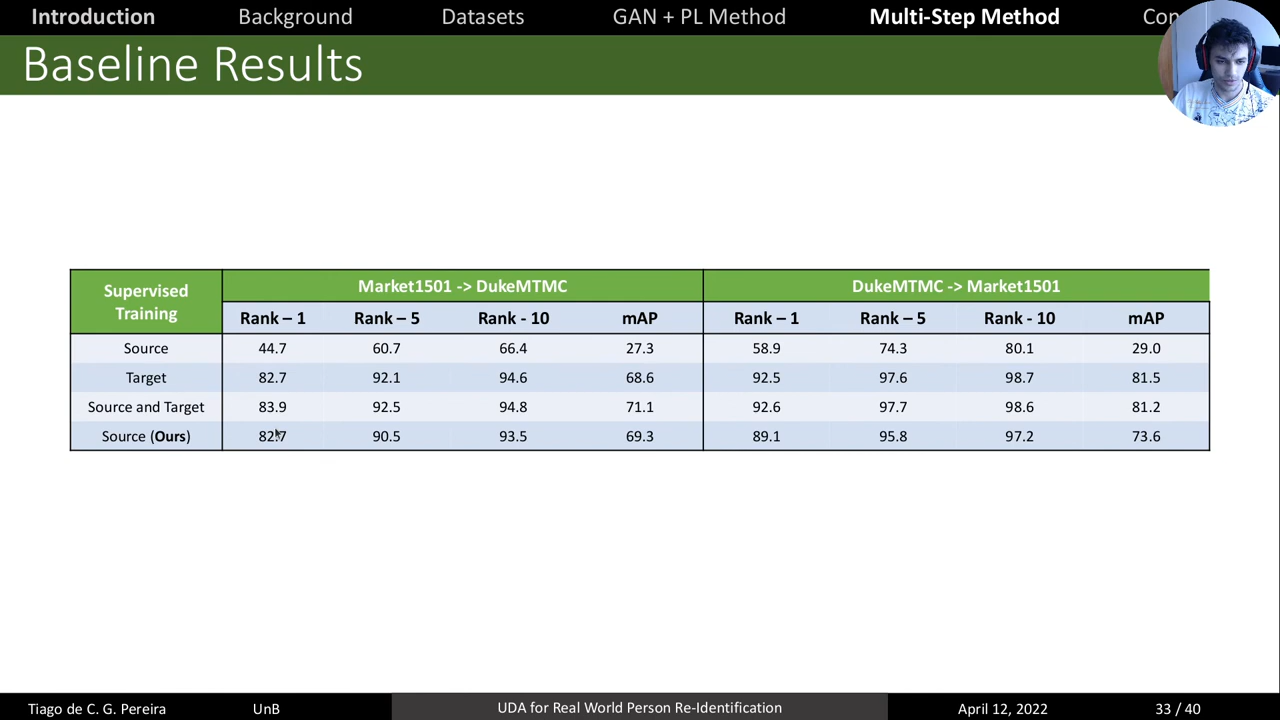 Introduction Background Datasets GAN + PL Method Multi-Step Method
Baseline Results
Supervised Training Market1501 -> DukeMTMC DukeMTMC -> Market1501
Rank – 1 Rank – 5 Rank - 10 mAP Rank – 1 Rank – 5 Rank - 10 mAP
Source 44.7 60.7 66.4 27.3 58.9 74.3 80.1 29.0
Target 82.7 92.1 94.6 68.6 92.5 97.6 98.7 81.5
Source and Target 83.9 92.5 94.8 71.1 92.6 97.7 98.6 81.2
Source (Ours) 82.7 90.5 93.5 69.3 89.1 95.8 97.2 73.6
Tiago de C. G. Pereira UnB UDA for Real World Person Re-Identification April 12, 2022 33 / 40